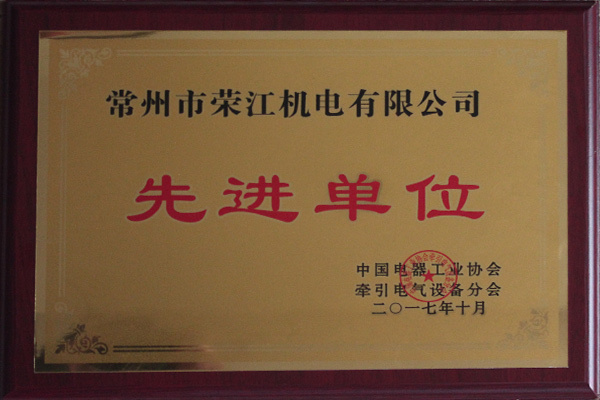 常州市荣江机电有限公司
先进单位
中国电器工业协会
牵引电气设备分会
二〇一七年十月